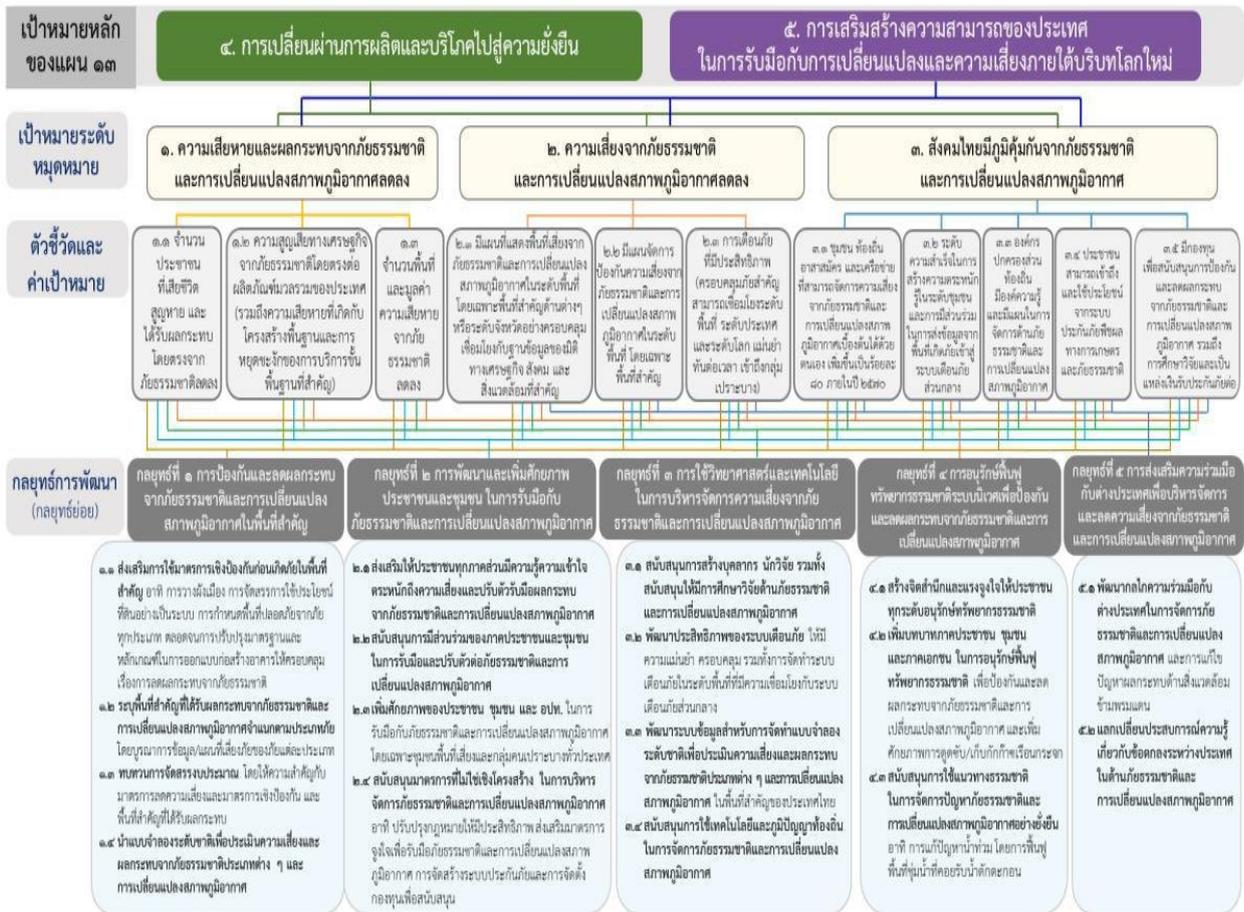 เป้าหมายหลัก
ของแผน ๑๓
๔. การเปลี่ยนผ่านการผลิตและบริโภคไปสู่ความยั่งยืน
๕. การเสริมสร้างความสามารถของประเทศ
ในการรับมือกับการเปลี่ยนแปลงและความเสี่ยงภายใต้บริบทโลกใหม่
เป้าหมายระดับ
หมุดหมาย
๑. ความเสียหายและผลกระทบจากภัยธรรมชาติ
และการเปลี่ยนแปลงสภาพภูมิอากาศลดลง
๒. ความเสี่ยงจากภัยธรรมชาติ
และการเปลี่ยนแปลงสภาพภูมิอากาศลดลง
๓. สังคมไทยมีภูมิคุ้มกันจากภัยธรรมชาติ
และการเปลี่ยนแปลงสภาพภูมิอากาศ
ตัวชี้วัดและ
ค่าเป้าหมาย
๑.๑ จำนวน
ประชาชน
ที่เสียชีวิต
สูญหาย และ
ได้รับผลกระทบ
โดยตรงจาก
ภัยธรรมชาติลดลง
๑.๒ ความสูญเสียทางเศรษฐกิจ
จากภัยธรรมชาติโดยตรงต่อ
ผลิตภัณฑ์มวลรวมของประเทศ
(รวมถึงความเสียหายที่เกิดกับ
โครงสร้างพื้นฐานและการ
หยุดชะงักของการบริการขั้น
พื้นฐานที่สำคัญ)
๑.๓
จำนวนพื้นที่
และมูลค่า
ความเสียหาย
จากภัย
ธรรมชาติ
ลดลง
๒.๑ มีแผนที่แสดงพื้นที่เสี่ยงจาก
ภัยธรรมชาติและการเปลี่ยนแปลง
สภาพภูมิอากาศในระดับพื้นที่
โดยเฉพาะพื้นที่สำคัญด้านต่างๆ
หรือระดับจังหวัดอย่างครอบคลุม
เชื่อมโยงกับฐานข้อมูลของมิติ
ทางเศรษฐกิจ สังคม และ
สิ่งแวดล้อมที่สำคัญ
๒.๒ มีแผนจัดการ
ป้องกันความเสี่ยงจาก
ภัยธรรมชาติและการ
เปลี่ยนแปลงสภาพ
ภูมิอากาศในระดับ
พื้นที่ โดยเฉพาะ
พื้นที่สำคัญ
๒.๓ การเตือนภัย
ที่มีประสิทธิภาพ
(ครอบคลุมภัยสำคัญ
สามารถเชื่อมโยงระดับ
พื้นที่ ระดับประเทศ
และระดับโลก แม่นยำ
ทันต่อเวลา เข้าถึงกลุ่ม
เปราะบาง)
๓.๑ ชุมชน ท้องถิ่น
อาสาสมัคร และเครือข่าย
ที่สามารถจัดการความเสี่ยง
จากภัยธรรมชาติและ
การเปลี่ยนแปลงสภาพ
ภูมิอากาศเบื้องต้นได้ด้วย
ตนเอง เพิ่มขึ้นเป็นร้อยละ
๘๐ ภายในปี ๒๕๗๐
๓.๒ ระดับ
ความสำเร็จในการ
สร้างความตระหนัก
รู้ในระดับชุมชน
และการมีส่วนร่วม
ในการส่งข้อมูลจาก
พื้นที่เกิดภัยเข้าสู่
ระบบเตือนภัย
ส่วนกลาง
๓.๓ องค์กร
ปกครองส่วน
ท้องถิ่น
มีองค์ความรู้
และมีแผนในการ
จัดการด้านภัย
ธรรมชาติและ
การเปลี่ยนแปลง
สภาพภูมิอากาศ
๓.๔ ประชาชน
สามารถเข้าถึง
และใช้ประโยชน์
จากระบบ
ประกันภัยพืชผล
ทางการเกษตร
และภัยธรรมชาติ
๓.๕ มีกองทุน
เพื่อสนับสนุนการป้องกัน
และลดผลกระทบ
จากภัยธรรมชาติและ
การเปลี่ยนแปลงสภาพ
ภูมิอากาศ รวมถึง
การศึกษาวิจัยและเป็น
แหล่งเงินรับประกันภัยต่อ
กลยุทธ์การพัฒนา
(กลยุทธ์ย่อย)
กลยุทธ์ที่ ๑ การป้องกันและลดผลกระทบ
จากภัยธรรมชาติและการเปลี่ยนแปลง
สภาพภูมิอากาศในพื้นที่สำคัญ
กลยุทธ์ที่ ๒ การพัฒนาและเพิ่มศักยภาพ
ประชาชนและชุมชน ในการรับมือกับ
ภัยธรรมชาติและการเปลี่ยนแปลงสภาพภูมิอากาศ
กลยุทธ์ที่ ๓ การใช้วิทยาศาสตร์และเทคโนโลยี
ในการบริหารจัดการความเสี่ยงจากภัย
ธรรมชาติและการเปลี่ยนแปลงสภาพภูมิอากาศ
กลยุทธ์ที่ ๔ การอนุรักษ์ฟื้นฟู
ทรัพยากรธรรมชาติระบบนิเวศเพื่อป้องกัน
และลดผลกระทบจากภัยธรรมชาติและการ
เปลี่ยนแปลงสภาพภูมิอากาศ
กลยุทธ์ที่ ๕ การส่งเสริมความร่วมมือ
กับต่างประเทศเพื่อบริหารจัดการ
และลดความเสี่ยงจากภัยธรรมชาติ
และการเปลี่ยนแปลงสภาพภูมิอากาศ
๑.๑ ส่งเสริมการใช้มาตรการเชิงป้องกันก่อนเกิดภัยในพื้นที่
สำคัญ อาทิ การวางผังเมือง การจัดสรรการใช้ประโยชน์
ที่ดินอย่างเป็นระบบ การกำหนดพื้นที่ปลอดภัยจากภัย
ทุกประเภท ตลอดจนการปรับปรุงมาตรฐานและ
หลักเกณฑ์ในการออกแบบก่อสร้างอาคารให้ครอบคลุม
เรื่องการลดผลกระทบจากภัยธรรมชาติ
๑.๒ ระบุพื้นที่สำคัญที่ได้รับผลกระทบจากภัยธรรมชาติและ
การเปลี่ยนแปลงสภาพภูมิอากาศจำแนกตามประเภทภัย
โดยบูรณาการข้อมูล/แผนที่เสี่ยงภัยของภัยแต่ละประเภท
๑.๓ ทบทวนการจัดสรรงบประมาณ โดยให้ความสำคัญกับ
มาตรการลดความเสี่ยงและมาตรการเชิงป้องกัน และ
พื้นที่สำคัญที่ได้รับผลกระทบ
๑.๔ นำแบบจำลองระดับชาติเพื่อประเมินความเสี่ยงและ
ผลกระทบจากภัยธรรมชาติประเภทต่าง ๆ และ
การเปลี่ยนแปลงสภาพภูมิอากาศ
๒.๑ ส่งเสริมให้ประชาชนทุกภาคส่วนมีความรู้ความเข้าใจ
ตระหนักถึงความเสี่ยงและปรับตัวรับมือผลกระทบ
จากภัยธรรมชาติและการเปลี่ยนแปลงสภาพภูมิอากาศ
๒.๒ สนับสนุนการมีส่วนร่วมของภาคประชาชนและชุมชน
ในการรับมือและปรับตัวต่อภัยธรรมชาติและการ
เปลี่ยนแปลงสภาพภูมิอากาศ
๒.๓ เพิ่มศักยภาพของประชาชน ชุมชน และ อปท. ในการ
รับมือกับภัยธรรมชาติและการเปลี่ยนแปลงสภาพภูมิอากาศ
โดยเฉพาะชุมชนพื้นที่เสี่ยงและกลุ่มคนเปราะบางทั่วประเทศ
๒.๔ สนับสนุนมาตรการที่ไม่ใช่เชิงโครงสร้าง ในการบริหาร
จัดการภัยธรรมชาติและการเปลี่ยนแปลงสภาพภูมิอากาศ
อาทิ ปรับปรุงกฎหมายให้มีประสิทธิภาพ ส่งเสริมมาตรการ
จูงใจเพื่อรับมือภัยธรรมชาติและการเปลี่ยนแปลงสภาพ
ภูมิอากาศ การจัดสร้างระบบประกันภัยและการจัดตั้ง
กองทุนเพื่อสนับสนุน
๓.๑ สนับสนุนการสร้างบุคลากร นักวิจัย รวมทั้ง
สนับสนุนให้มีการศึกษาวิจัยด้านภัยธรรมชาติ
และการเปลี่ยนแปลงสภาพภูมิอากาศ
๓.๒ พัฒนาประสิทธิภาพของระบบเตือนภัย ให้มี
ความแม่นยำ ครอบคลุม รวมทั้งการจัดทำระบบ
เตือนภัยในระดับพื้นที่ที่มีความเชื่อมโยงกับระบบ
เตือนภัยส่วนกลาง
๓.๓ พัฒนาระบบข้อมูลสำหรับการจัดทำแบบจำลอง
ระดับชาติเพื่อประเมินความเสี่ยงและผลกระทบ
จากภัยธรรมชาติประเภทต่าง ๆ และการเปลี่ยนแปลง
สภาพภูมิอากาศ ในพื้นที่สำคัญของประเทศไทย
๓.๔ สนับสนุนการใช้เทคโนโลยีและภูมิปัญญาท้องถิ่น
ในการจัดการภัยธรรมชาติและการเปลี่ยนแปลง
สภาพภูมิอากาศ
๔.๑ สร้างจิตสำนึกและแรงจูงใจให้ประชาชน
ทุกระดับอนุรักษ์ทรัพยากรธรรมชาติ
๔.๒ เพิ่มบทบาทภาคประชาชน ชุมชน
และภาคเอกชน ในการอนุรักษ์ฟื้นฟู
ทรัพยากรธรรมชาติ เพื่อป้องกันและลด
ผลกระทบจากภัยธรรมชาติและการ
เปลี่ยนแปลงสภาพภูมิอากาศ และเพิ่ม
ศักยภาพการดูดซับ/เก็บกักก๊าซเรือนกระจก
๔.๓ สนับสนุนการใช้แนวทางธรรมชาติ
ในการจัดการปัญหาภัยธรรมชาติและ
การเปลี่ยนแปลงสภาพภูมิอากาศอย่างยั่งยืน
อาทิ การแก้ปัญหาน้ำท่วม โดยการฟื้นฟู
พื้นที่ชุ่มน้ำที่คอยรับน้ำดักตะกอน
๕.๑ พัฒนากลไกความร่วมมือกับ
ต่างประเทศในการจัดการภัย
ธรรมชาติและการเปลี่ยนแปลง
สภาพภูมิอากาศ และการแก้ไข
ปัญหาผลกระทบด้านสิ่งแวดล้อม
ข้ามพรมแดน
๕.๒ แลกเปลี่ยนประสบการณ์ความรู้
เกี่ยวกับข้อตกลงระหว่างประเทศ
ในด้านภัยธรรมชาติและ
การเปลี่ยนแปลงสภาพภูมิอากาศ